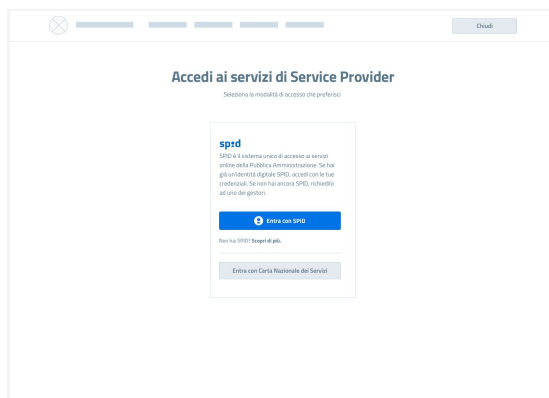 Chiudi
Accedi ai servizi di Service Provider
Seleziona la modalità di accesso che preferisci
spid
SPID è il sistema unico di accesso ai servizi
online della Pubblica Amministrazione. Se hai
già un'identità digitale SPID, accedi con le tue
credenziali. Se non hai ancora SPID, richiedilo
ad uno dei gestori.
Entra con SPID
Non hai SPID? Scopri di più.
Entra con Carta Nazionale dei Servizi